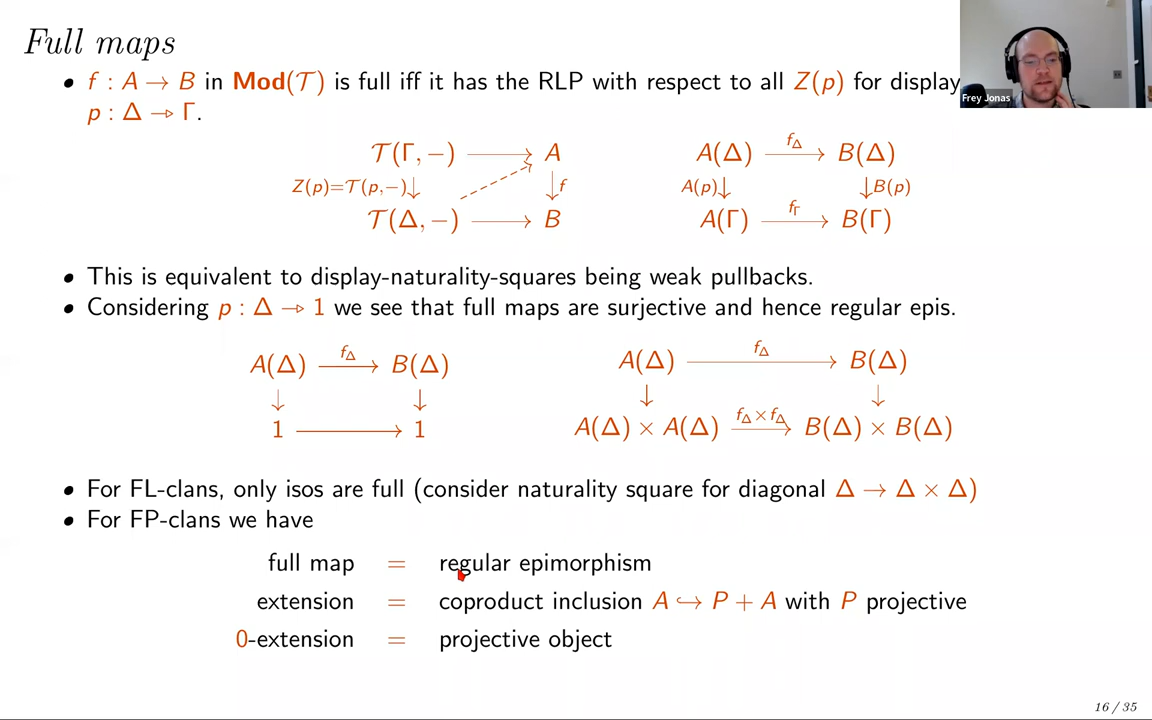 Full maps
• f : A → B in Mod(𝒯) is full iff it has the RLP with respect to all Z(p) for display
p : Δ ⇾ Γ.
𝒯(Γ, −) → A A(Δ) f_Δ → B(Δ)
Z(p)=𝒯(p,−)↓ ↓f A(p)↓ ↓B(p)
𝒯(Δ, −) → B A(Γ) f_Γ → B(Γ)
• This is equivalent to display-naturality-squares being weak pullbacks.
• Considering p : Δ ⇾ 1 we see that full maps are surjective and hence regular epis.
A(Δ) f_Δ → B(Δ) A(Δ) f_Δ → B(Δ)
↓ ↓ ↓ ↓
1 → 1 A(Δ) × A(Δ) f_Δ×f_Δ → B(Δ) × B(Δ)
• For FL-clans, only isos are full (consider naturality square for diagonal Δ → Δ × Δ)
• For FP-clans we have
full map = regular epimorphism
extension = coproduct inclusion A ↪ P + A with P projective
0-extension = projective object
Frey Jonas
16 / 35